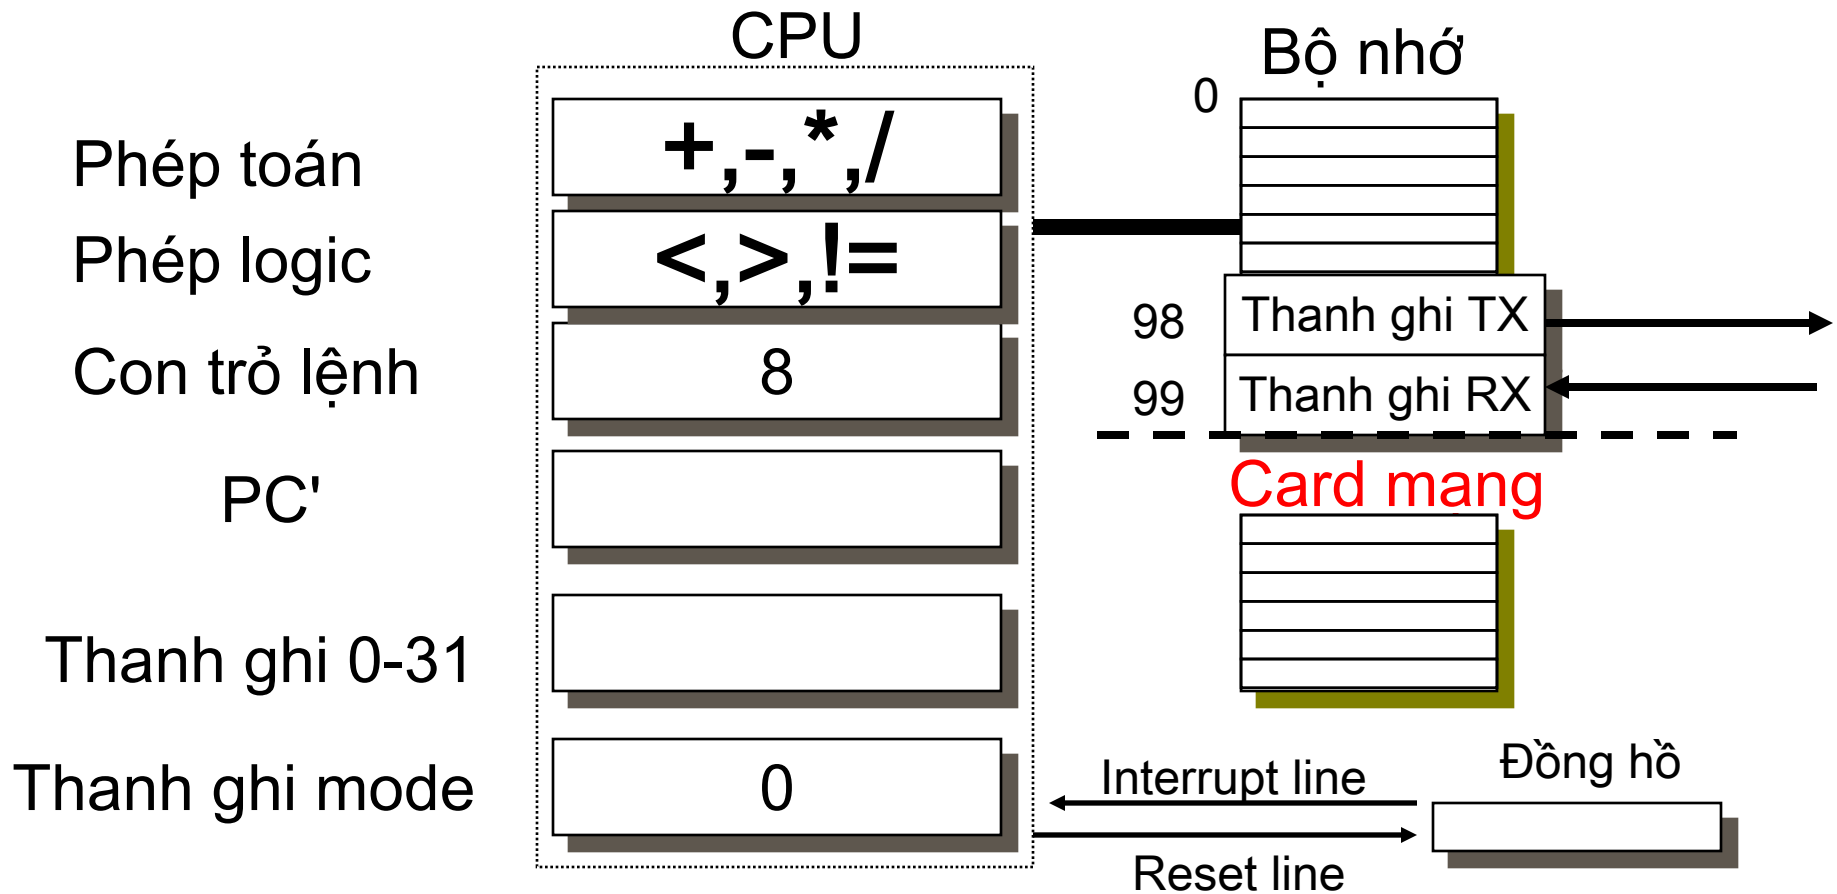 CPU
Bộ nhớ
0
Phép toán
+,-,*,/
Phép logic
<,>,!=
98
Thanh ghi TX
Con trỏ lệnh
8
99
Thanh ghi RX
Card mạng
PC'
Thanh ghi 0-31
Thanh ghi mode
0
Interrupt line
Đồng hồ
Reset line